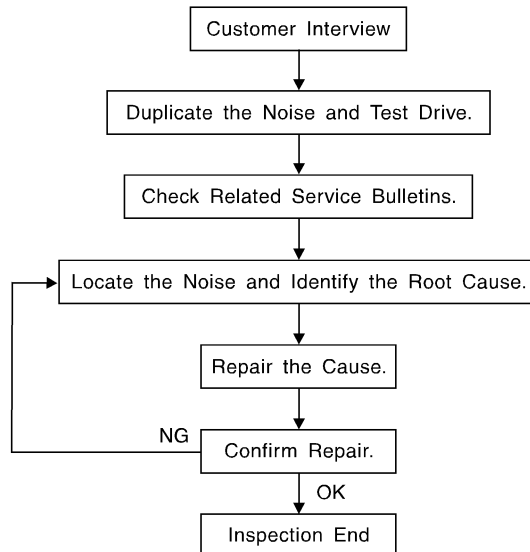 Customer Interview
Duplicate the Noise and Test Drive.
Check Related Service Bulletins.
Locate the Noise and Identify the Root Cause.
Repair the Cause.
NG
Confirm Repair.
OK
Inspection End